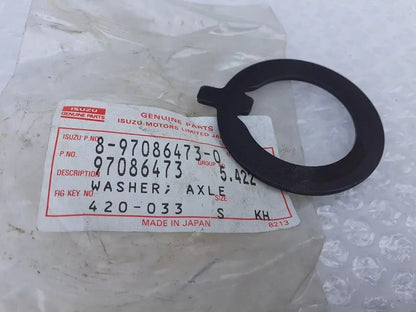 ISUZU
GENUINE PARTS
GENUINE PARTS
ISUZU MOTORS LIMITED JAPAN
ISUZU P.NO. 8-97086473-0
P.NO. 97086473 GROUP 5.422
DESCRIPTION WASHER; AXLE
FIG KEY NO. 420-033 SIZE S KH
MADE IN JAPAN 8213